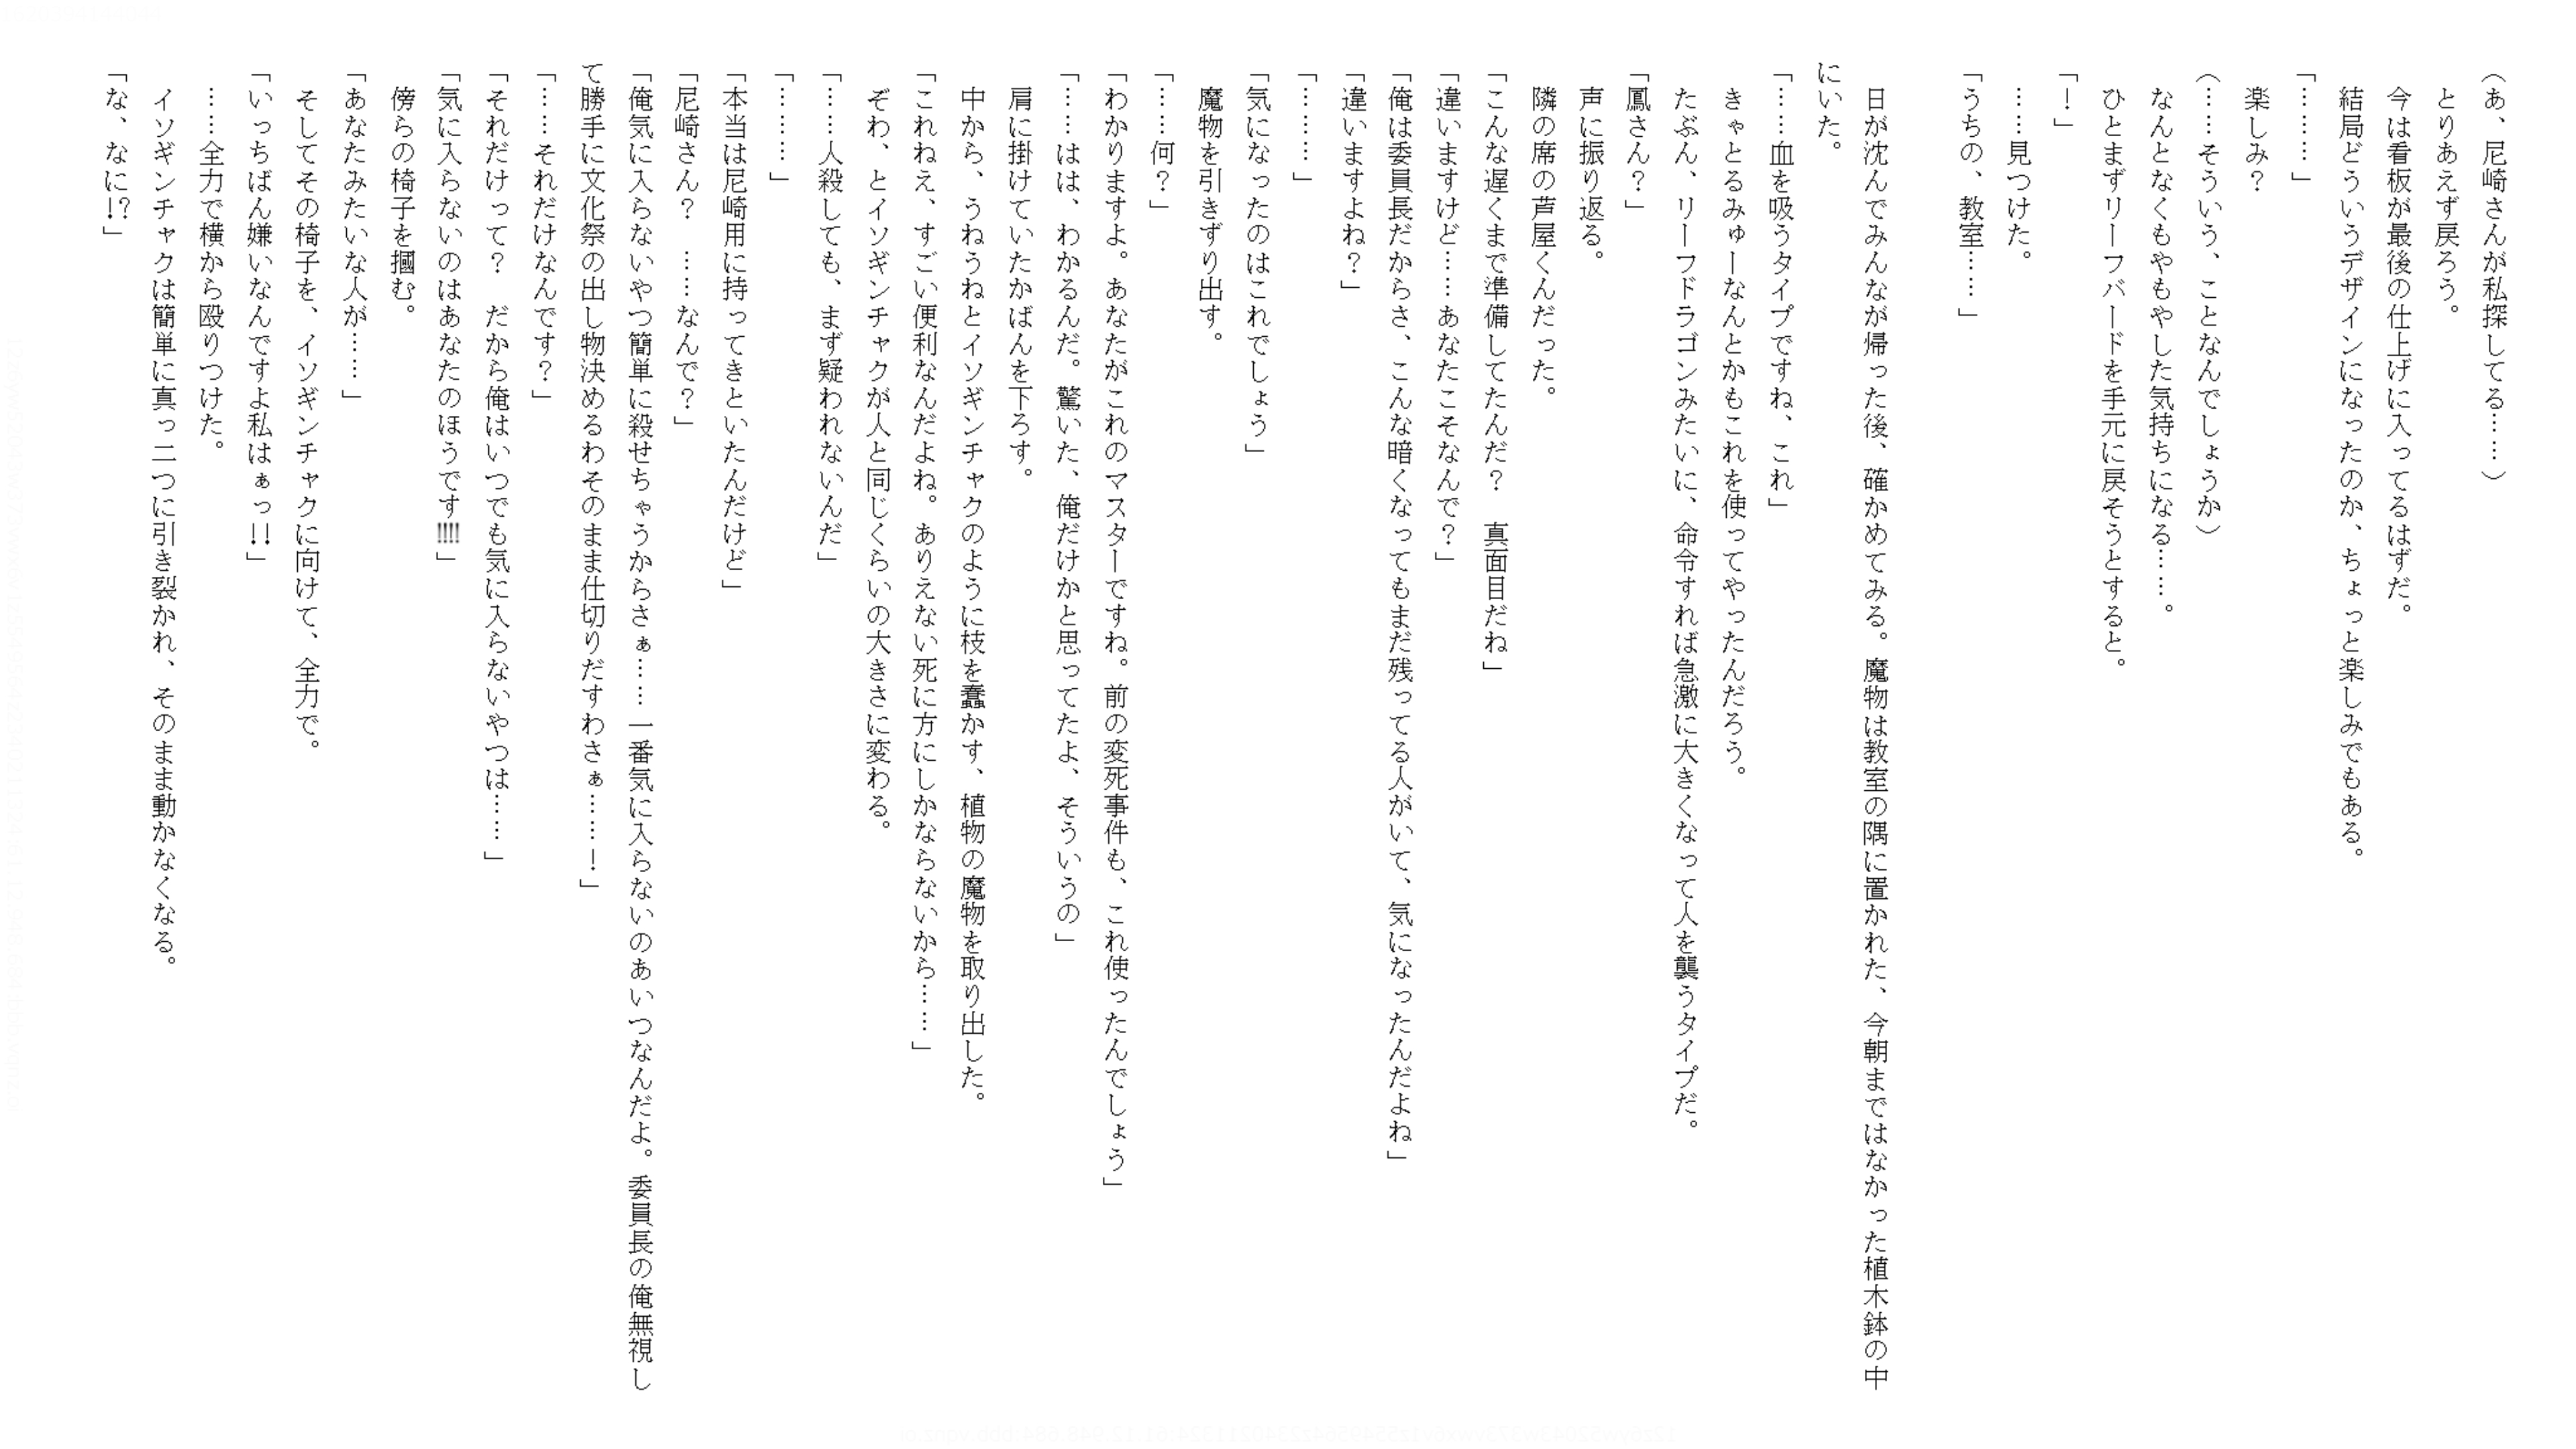 （あ、尼崎さんが私探してる……）
とりあえず戻ろう。
今は看板が最後の仕上げに入ってるはずだ。
結局どういうデザインになったのか、ちょっと楽しみでもある。
「………」
楽しみ？
（……そういう、ことなんでしょうか）
なんとなくもやもやした気持ちになる……。
ひとまずリーフバードを手元に戻そうとすると。
「！」
……見つけた。
「うちの、教室……」
日が沈んでみんなが帰った後、確かめてみる。魔物は教室の隅に置かれた、今朝まではなかった植木鉢の中
にいた。
「……血を吸うタイプですね、これ」
きゃとるみゅーなんとかもこれを使ってやったんだろう。
たぶん、リーフドラゴンみたいに、命令すれば急激に大きくなって人を襲うタイプだ。
「鳳さん？」
声に振り返る。
隣の席の芦屋くんだった。
「こんな遅くまで準備してたんだ？　真面目だね」
「違いますけど……あなたこそなんで？」
「俺は委員長だからさ、こんな暗くなってもまだ残ってる人がいて、気になったんだよね」
「違いますよね？」
「………」
「気になったのはこれでしょう」
魔物を引きずり出す。
「……何？」
「わかりますよ。あなたがこれのマスターですね。前の変死事件も、これ使ったんでしょう」
「……はは、わかるんだ。驚いた、俺だけかと思ってたよ、そういうの」
肩に掛けていたかばんを下ろす。
中から、うねうねとイソギンチャクのように枝を蠢かす、植物の魔物を取り出した。
「これねえ、すごい便利なんだよね。ありえない死に方にしかならないから……」
ぞわ、とイソギンチャクが人と同じくらいの大きさに変わる。
「……人殺しても、まず疑われないんだ」
「………」
「本当は尼崎用に持ってきといたんだけど」
「尼崎さん？　……なんで？」
「俺気に入らないやつ簡単に殺せちゃうからさぁ……一番気に入らないのあいつなんだよ。委員長の俺無視し
て勝手に文化祭の出し物決めるわそのまま仕切りだすわさぁ……！」
「……それだけなんです？」
「それだけって？　だから俺はいつでも気に入らないやつは……」
「気に入らないのはあなたのほうです!!!!」
傍らの椅子を摑む。
「あなたみたいな人が……」
そしてその椅子を、イソギンチャクに向けて、全力で。
「いっちばん嫌いなんですよ私はぁっ!!」
……全力で横から殴りつけた。
イソギンチャクは簡単に真っ二つに引き裂かれ、そのまま動かなくなる。
「な、なに!?」